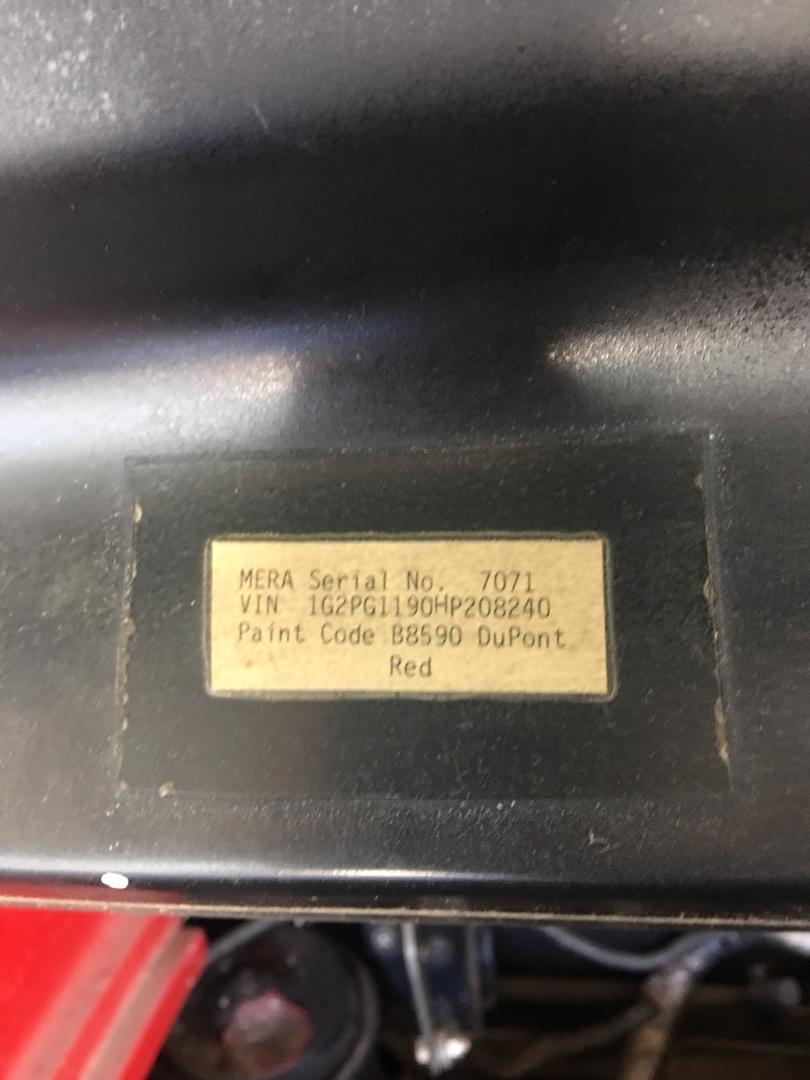 MERA Serial No. 7071
VIN 1G2PG1190HP208240
Paint Code B8590 DuPont
Red